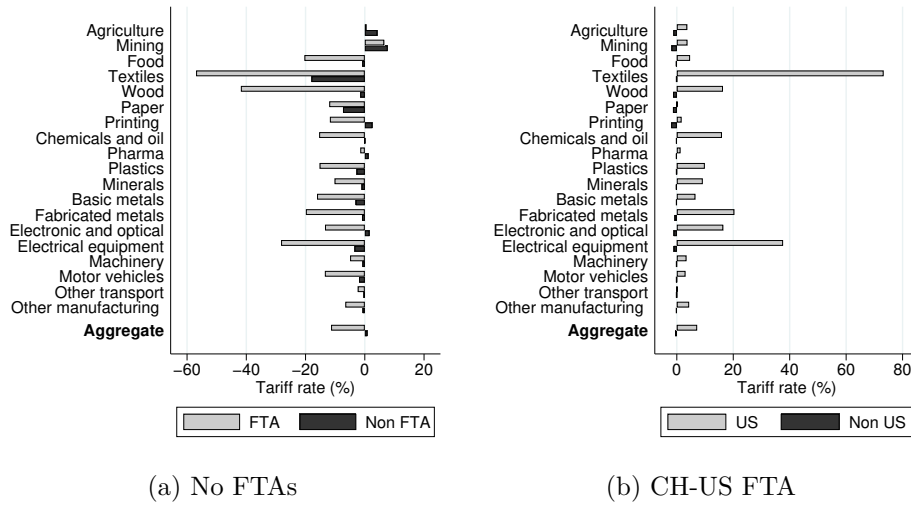 Agriculture
Mining
Food
Textiles
Wood
Paper
Printing
Chemicals and oil
Pharma
Plastics
Minerals
Basic metals
Fabricated metals
Electronic and optical
Electrical equipment
Machinery
Motor vehicles
Other transport
Other manufacturing
Aggregate
−60 −40 −20 0 20
Tariff rate (%)
FTA Non FTA
(a) No FTAs
Agriculture
Mining
Food
Textiles
Wood
Paper
Printing
Chemicals and oil
Pharma
Plastics
Minerals
Basic metals
Fabricated metals
Electronic and optical
Electrical equipment
Machinery
Motor vehicles
Other transport
Other manufacturing
Aggregate
0 20 40 60 80
Tariff rate (%)
US Non US
(b) CH-US FTA